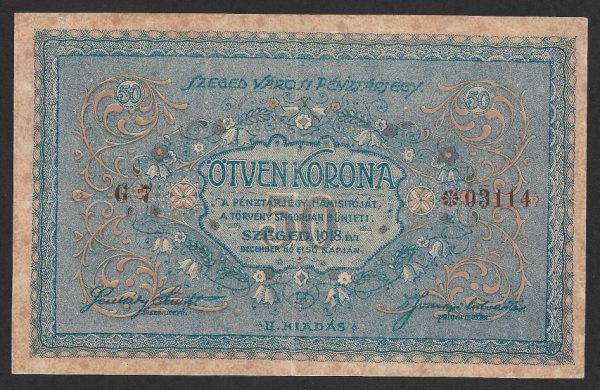 SZEGED VÁROSI PÉNZTÁRJEGY.
50 50
ÖTVEN KORONA
G 7 03114
A PÉNZTÁRJEGY HAMISITÓJÁT
A TÖRVÉNY SZIGORUAN BÜNTETI.
SZEGED, 1918. ÉVI
DECEMBER HÓ ELSŐ NAPJÁN.
polgármester
II. KIADÁS